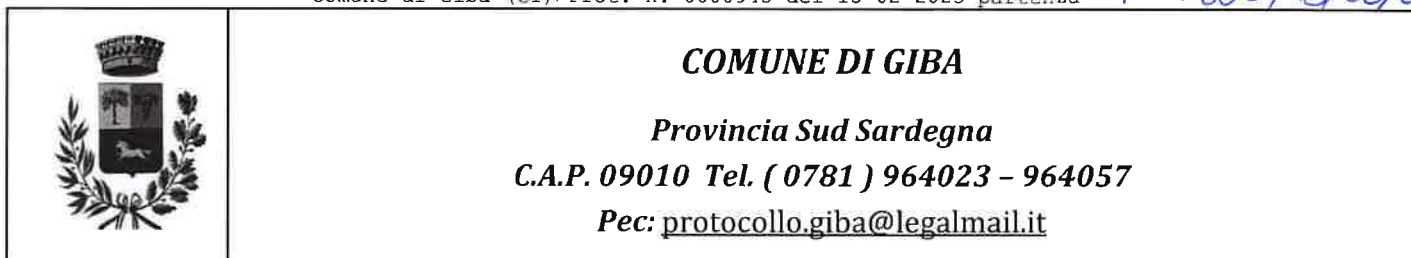 COMUNE DI GIBA
Provincia Sud Sardegna
C.A.P. 09010 Tel. ( 0781 ) 964023 – 964057
Pec: protocollo.giba@legalmail.it